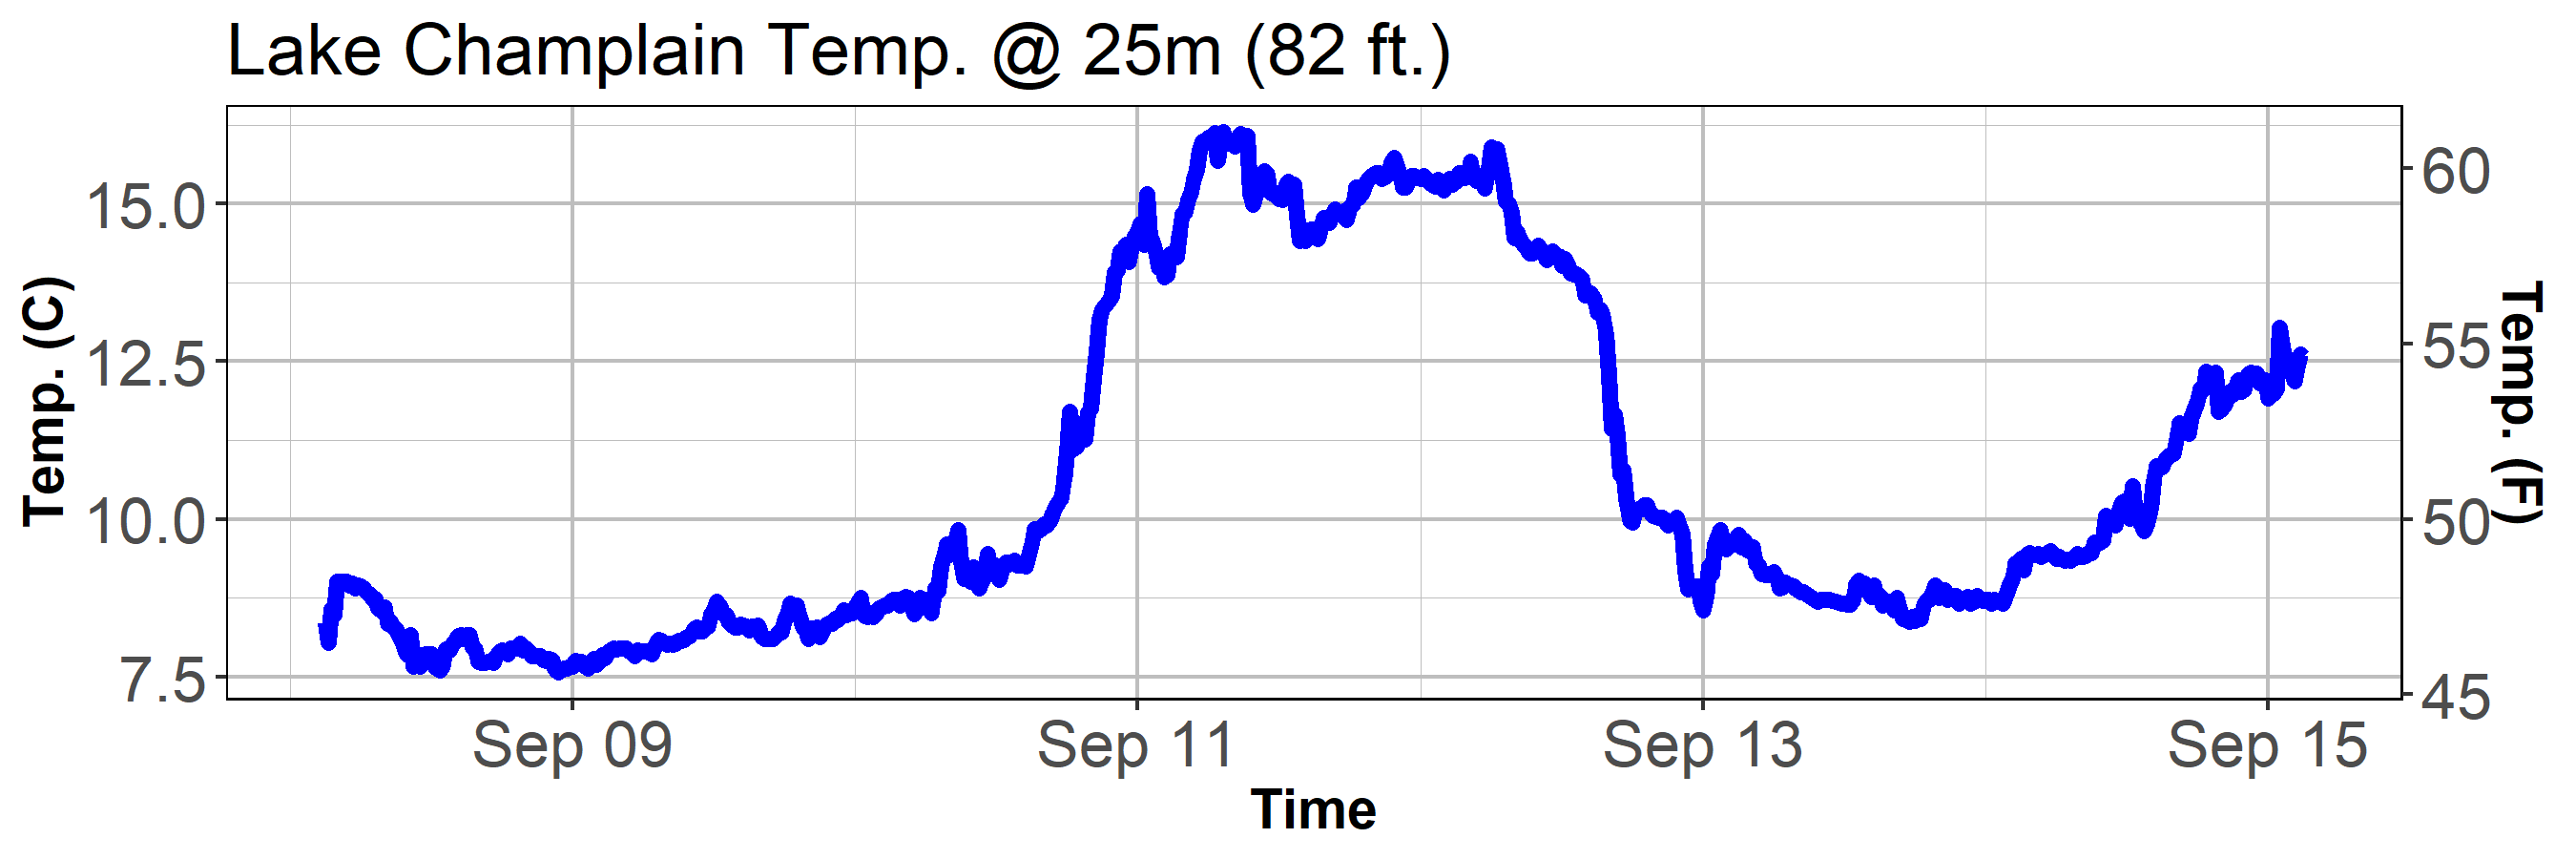 Lake Champlain Temp. @ 25m (82 ft.)
Temp. (C)
15.0
12.5
10.0
7.5
60
55
50
45
Temp. (F)
Sep 09 Sep 11 Sep 13 Sep 15
Time